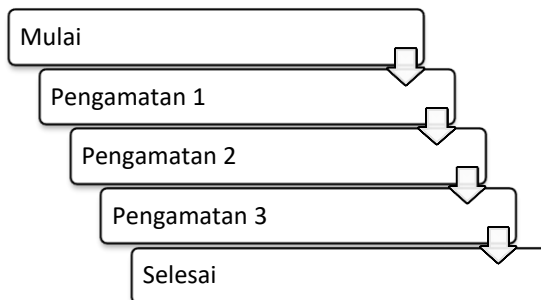 Mulai
Pengamatan 1
Pengamatan 2
Pengamatan 3
Selesai